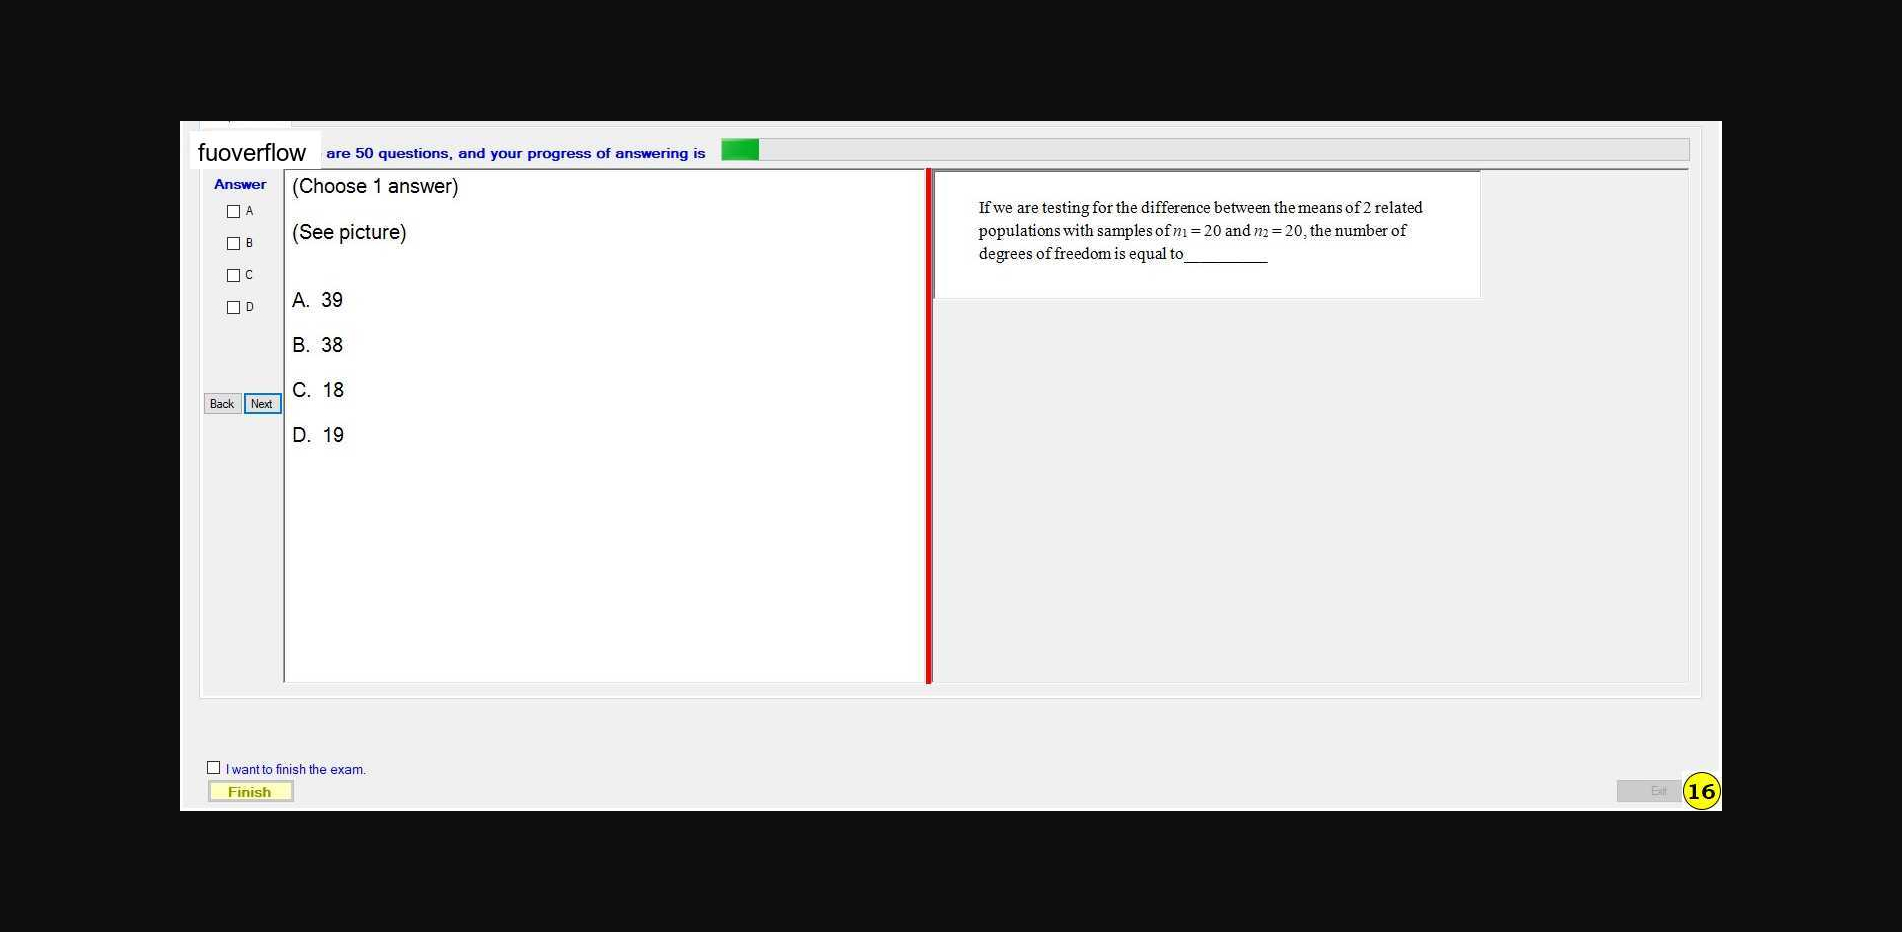 fuoverflow are 50 questions, and your progress of answering is
Answer
A
B
C
D
Back Next
(Choose 1 answer)
(See picture)
A. 39
B. 38
C. 18
D. 19
If we are testing for the difference between the means of 2 related
populations with samples of n1 = 20 and n2 = 20, the number of
degrees of freedom is equal to___________
I want to finish the exam.
Finish
Exit
16